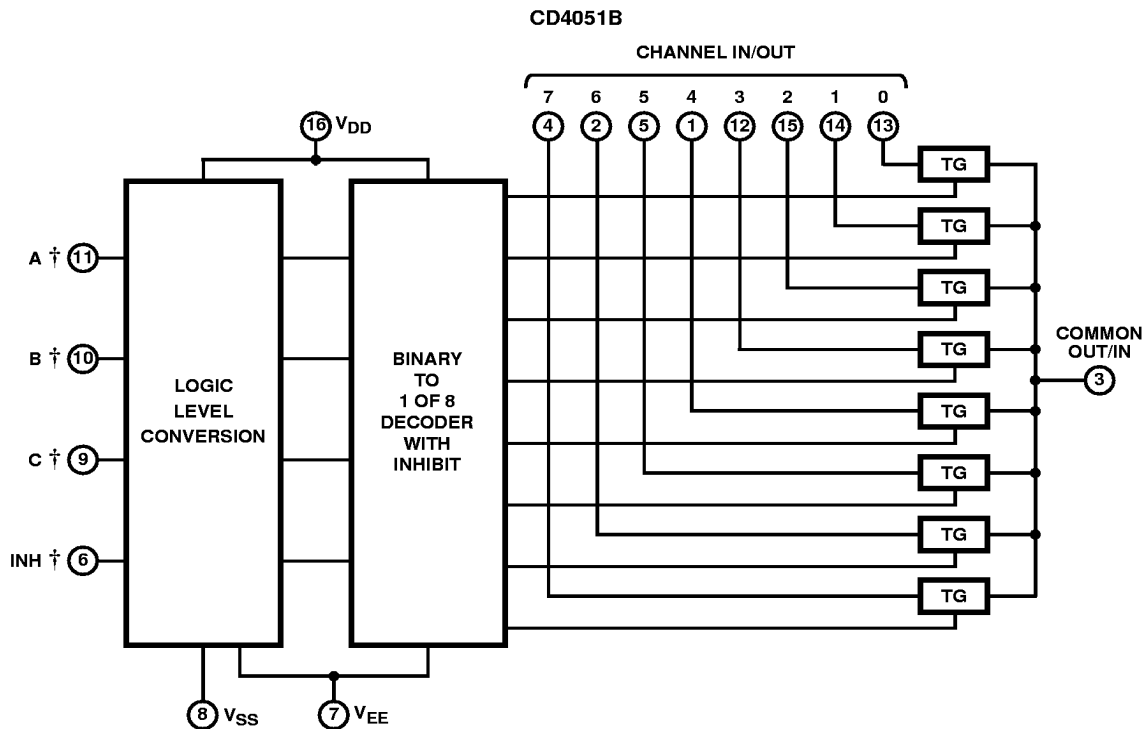 CD4051B
CHANNEL IN/OUT
7 6 5 4 3 2 1 0
4 2 5 1 12 15 14 13
16 VDD
TG
TG
TG
TG
TG
TG
TG
TG
A † 11
B † 10
C † 9
INH † 6
LOGIC
LEVEL
CONVERSION
BINARY
TO
1 OF 8
DECODER
WITH
INHIBIT
COMMON
OUT/IN
3
8 VSS
7 VEE